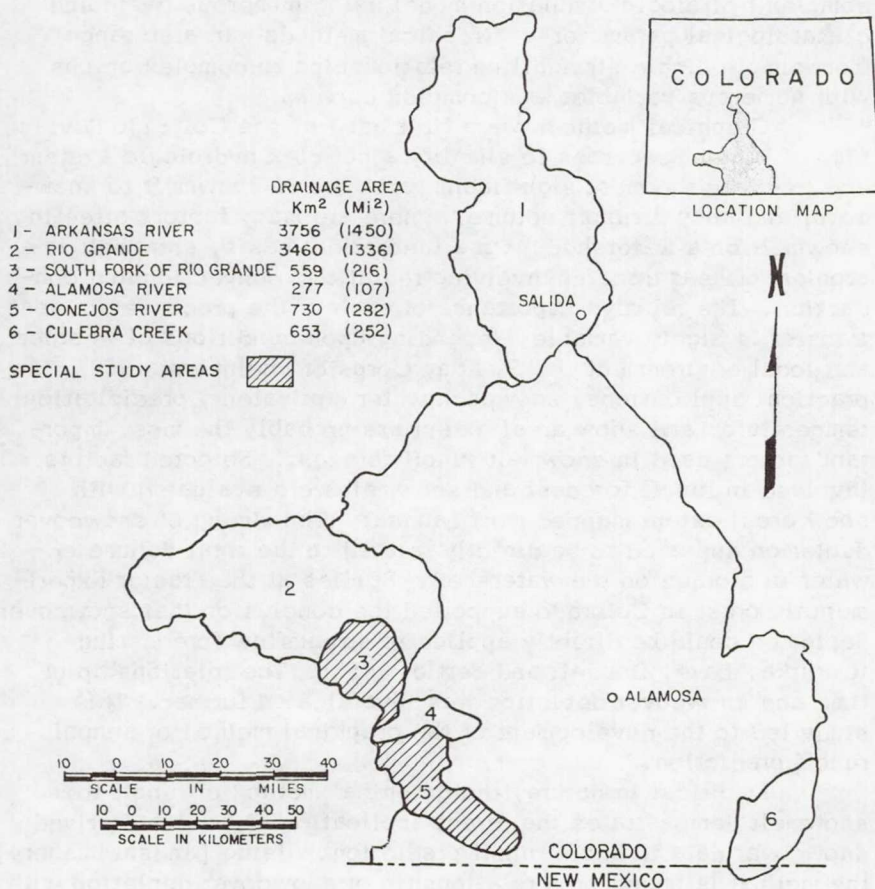 COLORADO
LOCATION MAP
DRAINAGE AREA
Km2 (Mi2)
1 - ARKANSAS RIVER 3756 (1450)
2 - RIO GRANDE 3460 (1336)
3 - SOUTH FORK OF RIO GRANDE 559 (216)
4 - ALAMOSA RIVER 277 (107)
5 - CONEJOS RIVER 730 (282)
6 - CULEBRA CREEK 653 (252)
SPECIAL STUDY AREAS
1
SALIDA
N
2
3
4
ALAMOSA
5
6
10 0 10 20 30 40
SCALE IN MILES
10 0 10 20 30 40
SCALE IN KILOMETERS
COLORADO
NEW MEXICO